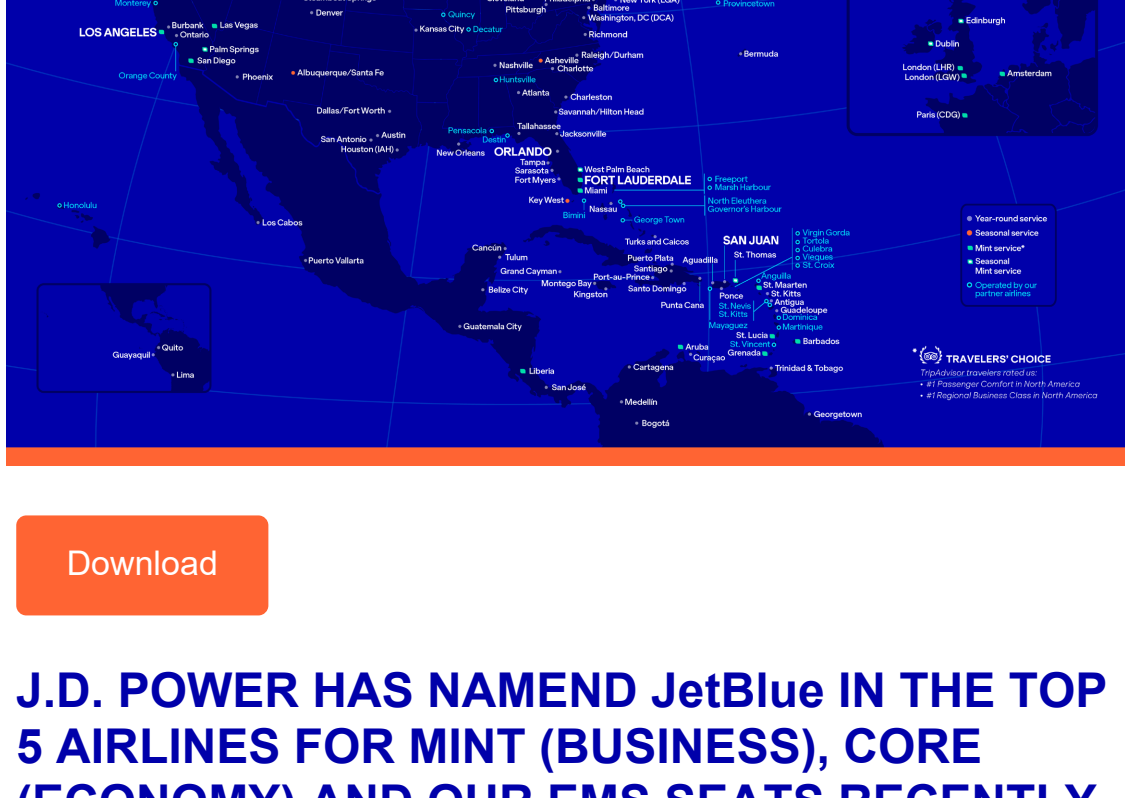 Monterey
Denver
Quincy
Pittsburgh
Baltimore
Washington, DC (DCA)
Provincetown
Burbank
Las Vegas
LOS ANGELES
Ontario
Kansas City
Decatur
Richmond
Palm Springs
San Diego
Orange County
Phoenix
Albuquerque/Santa Fe
Nashville
Asheville
Raleigh/Durham
Charlotte
Huntsville
Bermuda
Atlanta
Charleston
Dallas/Fort Worth
Savannah/Hilton Head
Tallahassee
Pensacola
Destin
Jacksonville
San Antonio
Austin
Houston (IAH)
New Orleans
ORLANDO
Tampa
Sarasota
Fort Myers
West Palm Beach
FORT LAUDERDALE
Miami
Key West
Bimini
Nassau
Freeport
Marsh Harbour
North Eleuthera
Governor's Harbour
George Town
Honolulu
Los Cabos
Puerto Vallarta
Cancún
Tulum
Grand Cayman
Montego Bay
Kingston
Belize City
Guatemala City
Turks and Caicos
Puerto Plata
Santiago
Port-au-Prince
Santo Domingo
Punta Cana
Aguadilla
SAN JUAN
St. Thomas
Ponce
Mayaguez
Virgin Gorda
Tortola
Culebra
Vieques
St. Croix
Anguilla
St. Maarten
St. Kitts
Antigua
St. Nevis
St. Kitts
Guadeloupe
Dominica
Martinique
St. Lucia
St. Vincent
Barbados
Grenada
Aruba
Curaçao
Trinidad & Tobago
Cartagena
Liberia
San José
Medellín
Bogotá
Georgetown
Guayaquil
Quito
Lima
Edinburgh
Dublin
London (LHR)
London (LGW)
Amsterdam
Paris (CDG)
Year-round service
Seasonal service
Mint service*
Seasonal
Mint service
Operated by our
partner airlines
* TRAVELERS' CHOICE
TripAdvisor travelers rated us:
• #1 Passenger Comfort in North America
• #1 Regional Business Class in North America
Download
J.D. POWER HAS NAMEND JetBlue IN THE TOP
5 AIRLINES FOR MINT (BUSINESS), CORE
(ECONOMY) AND OUR EMS SEATS RECENTLY